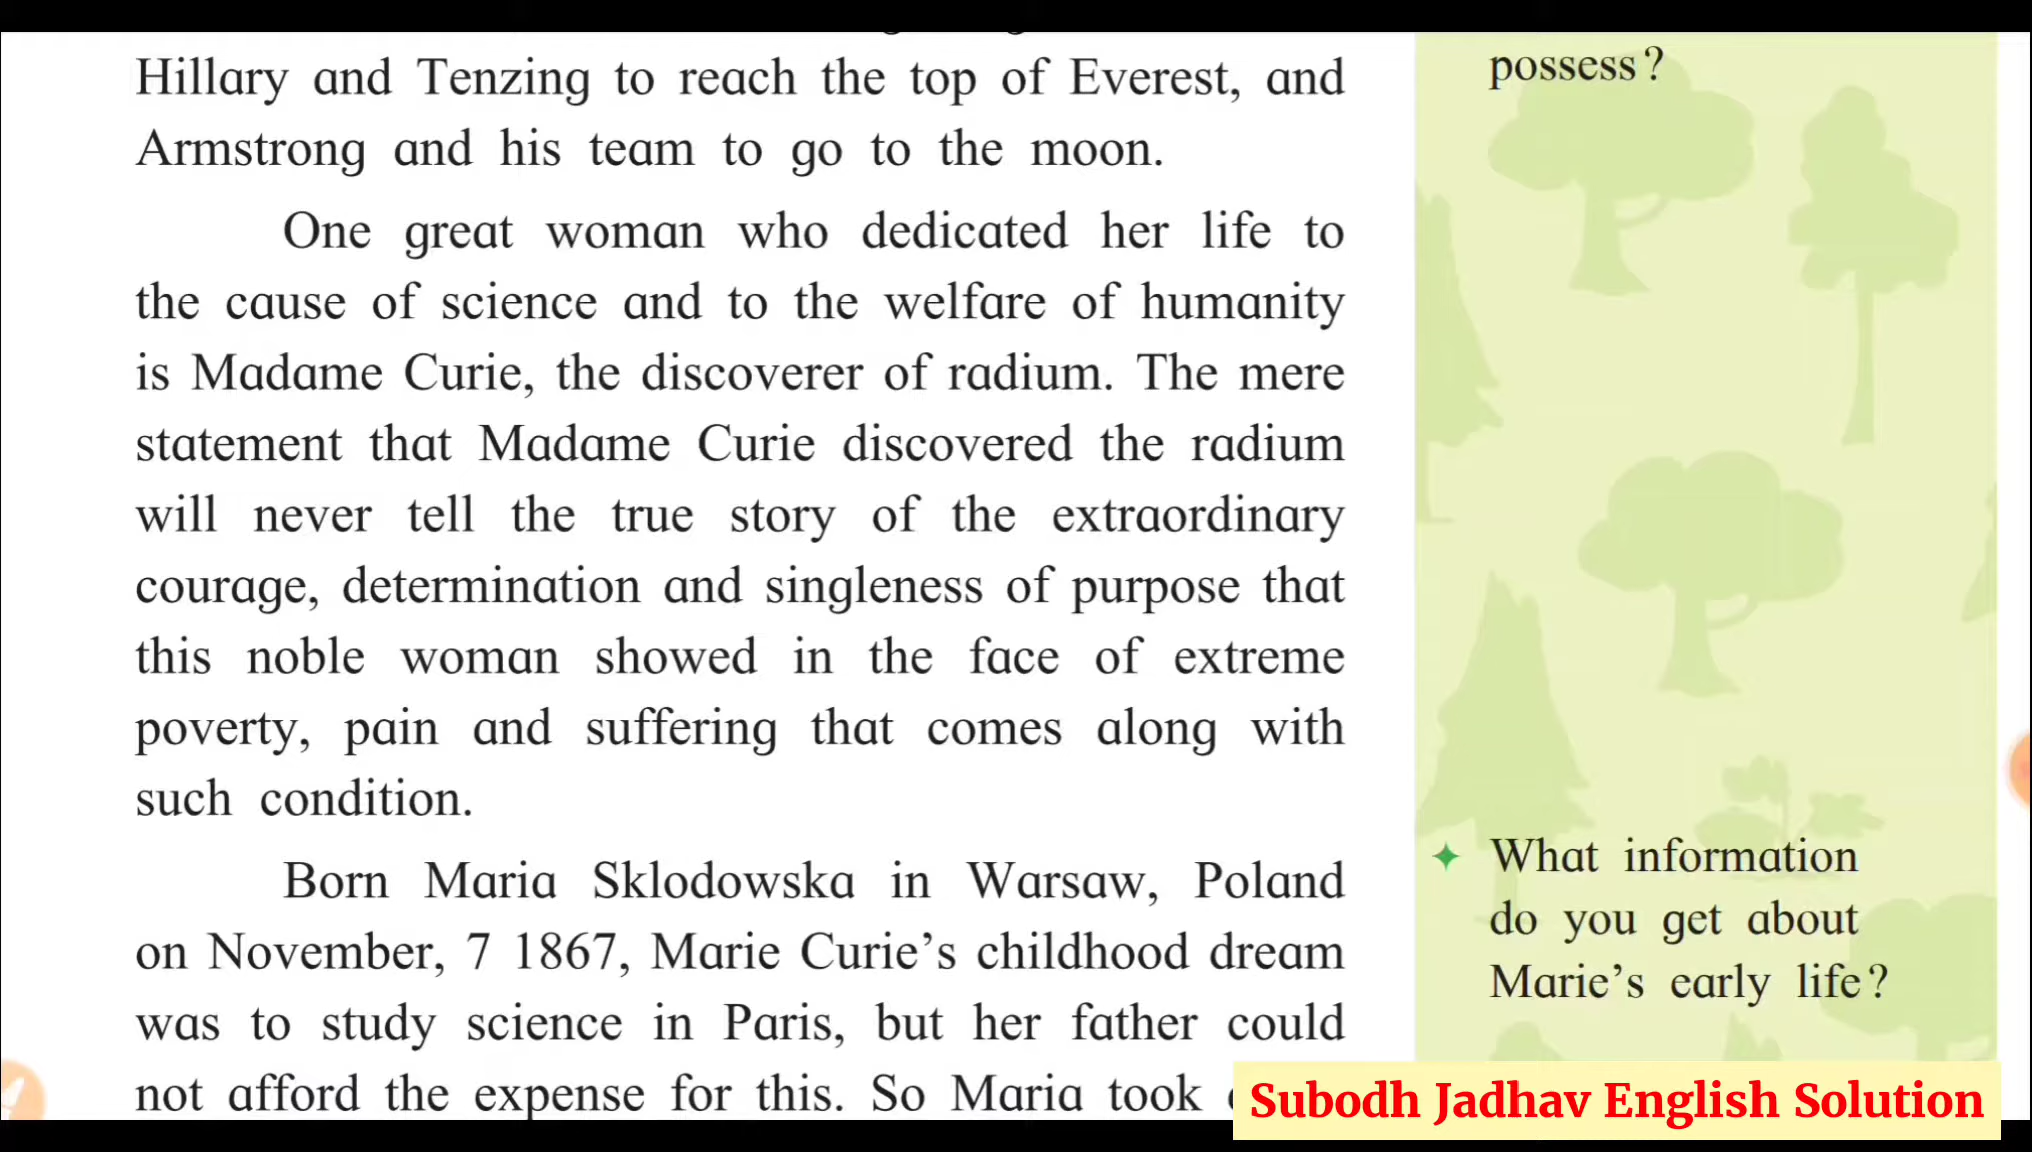 Hillary and Tenzing to reach the top of Everest, and
Armstrong and his team to go to the moon.
One great woman who dedicated her life to
the cause of science and to the welfare of humanity
is Madame Curie, the discoverer of radium. The mere
statement that Madame Curie discovered the radium
will never tell the true story of the extraordinary
courage, determination and singleness of purpose that
this noble woman showed in the face of extreme
poverty, pain and suffering that comes along with
such condition.
Born Maria Sklodowska in Warsaw, Poland
on November, 7 1867, Marie Curie’s childhood dream
was to study science in Paris, but her father could
not afford the expense for this. So Maria took
possess?
✦ What information
do you get about
Marie’s early life?
Subodh Jadhav English Solution